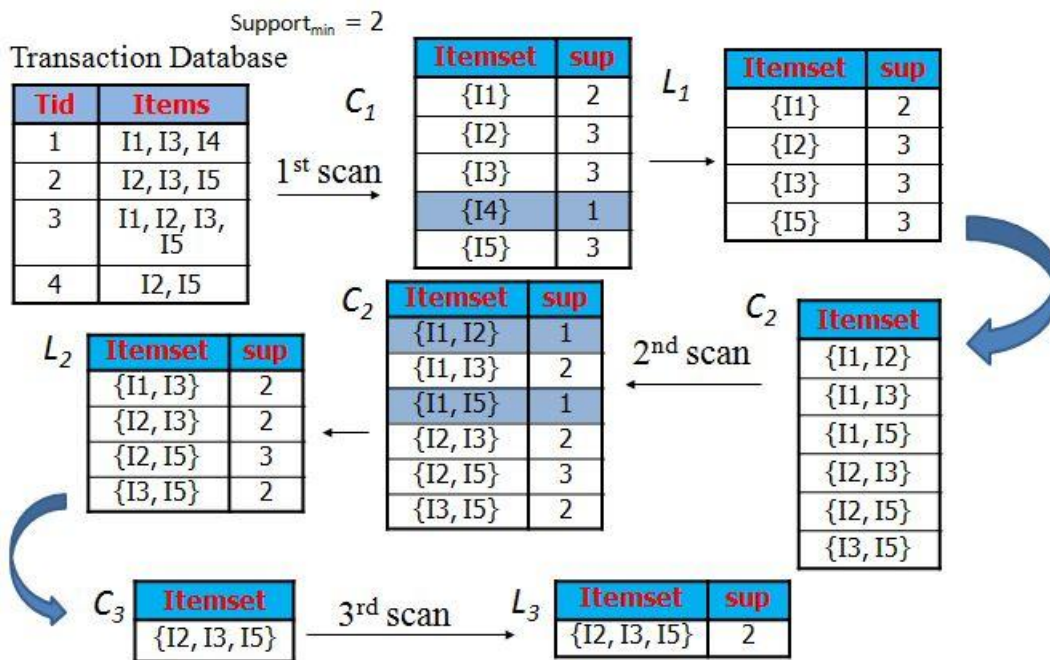 Support_min = 2
Transaction Database
Tid Items
1 I1, I3, I4
2 I2, I3, I5
3 I1, I2, I3,
I5
4 I2, I5
1st scan
C1
Itemset sup
{I1} 2
{I2} 3
{I3} 3
{I4} 1
{I5} 3
L1
Itemset sup
{I1} 2
{I2} 3
{I3} 3
{I5} 3
C2
Itemset
{I1, I2}
{I1, I3}
{I1, I5}
{I2, I3}
{I2, I5}
{I3, I5}
2nd scan
C2
Itemset sup
{I1, I2} 1
{I1, I3} 2
{I1, I5} 1
{I2, I3} 2
{I2, I5} 3
{I3, I5} 2
L2
Itemset sup
{I1, I3} 2
{I2, I3} 2
{I2, I5} 3
{I3, I5} 2
C3
Itemset
{I2, I3, I5}
3rd scan
L3
Itemset sup
{I2, I3, I5} 2